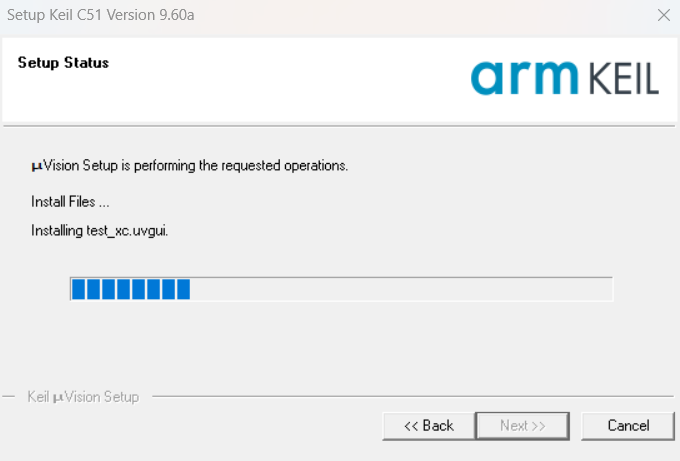 Setup Keil C51 Version 9.60a
Setup Status
arm KEIL
µVision Setup is performing the requested operations.
Install Files ...
Installing test_xc.uvgui.
Keil µVision Setup
<< Back
Next >>
Cancel